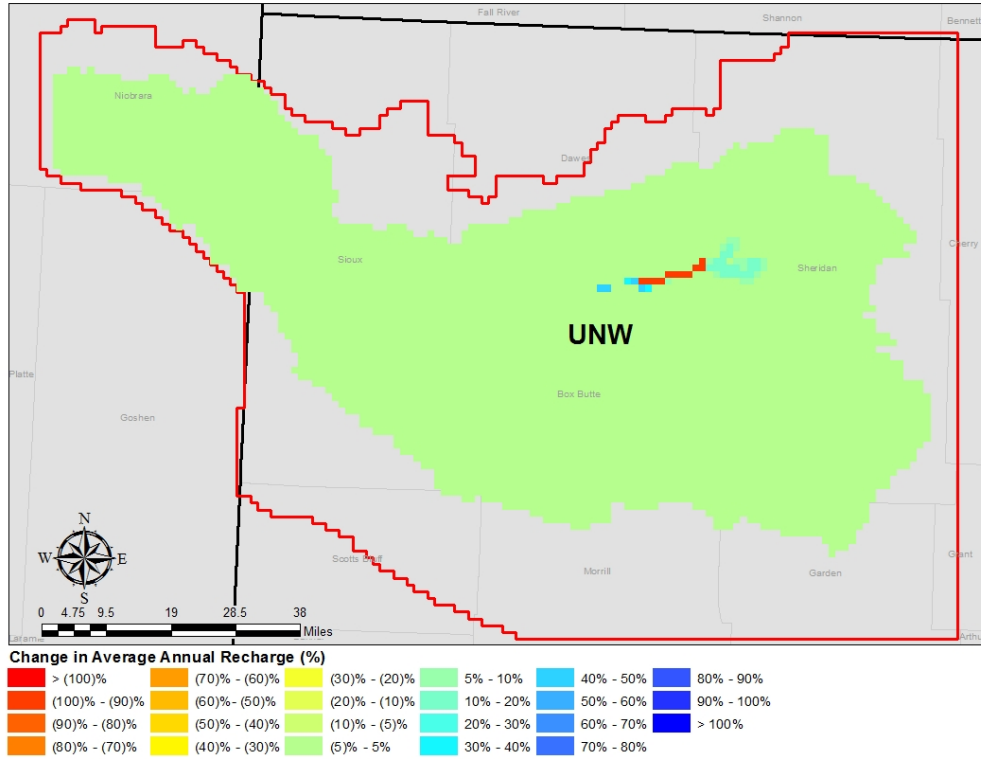 Fall River
Shannon
Bennett
Niobrara
Dawes
Cherry
Sioux
Sheridan
UNW
Platte
Box Butte
Goshen
N
W E
S
Scotts Bluff
Grant
Morrill
Garden
0 4.75 9.5 19 28.5 38
Miles
Arthu
Change in Average Annual Recharge (%)
> (100)% (70)% - (60)% (30)% - (20)% 5% - 10% 40% - 50% 80% - 90%
(100)% - (90)% (60)% - (50)% (20)% - (10)% 10% - 20% 50% - 60% 90% - 100%
(90)% - (80)% (50)% - (40)% (10)% - (5)% 20% - 30% 60% - 70% > 100%
(80)% - (70)% (40)% - (30)% (5)% - 5% 30% - 40% 70% - 80%